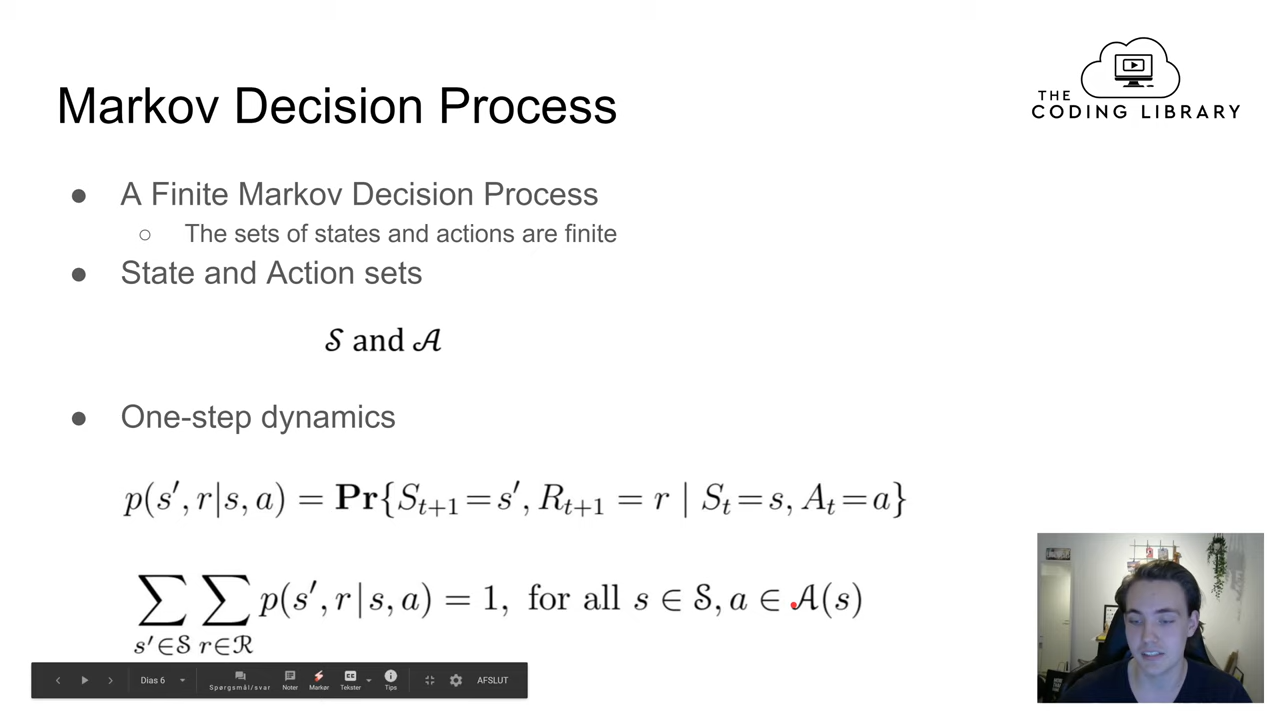 THE
CODING LIBRARY
Markov Decision Process
● A Finite Markov Decision Process
○ The sets of states and actions are finite
● State and Action sets
𝒮 and 𝒜
● One-step dynamics
p(s′, r|s, a) = Pr{S_{t+1}=s′, R_{t+1} = r | S_t=s, A_t=a}
∑_{s′∈𝒮} ∑_{r∈ℛ} p(s′, r|s, a) = 1, for all s ∈ 𝒮, a ∈ 𝒜(s)
Dias 6
Spørgsmål/svar
Noter
Markør
Tekster
Tips
AFSLUT